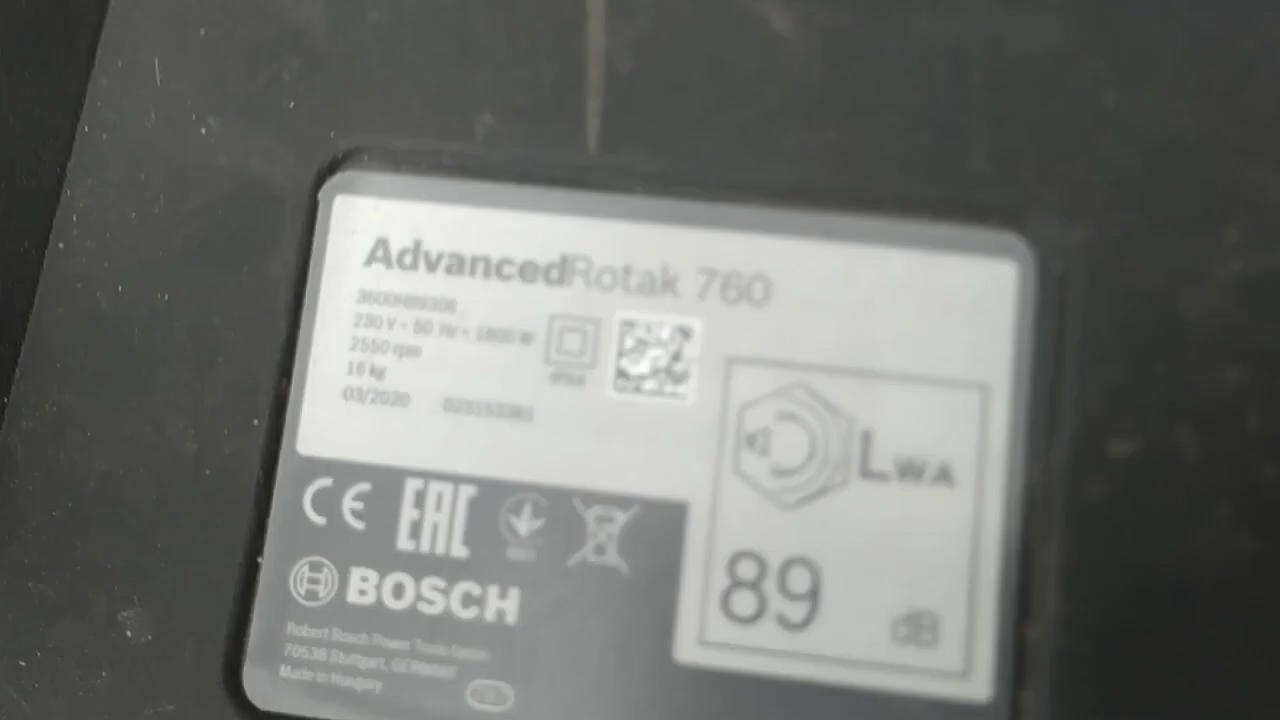 AdvancedRotak 760
230 V ~ 50 Hz ~ 1800 W
2550 rpm
16 kg
03/2020
LWA
89
dB
CE EAC
BOSCH
Robert Bosch Power Tools GmbH
70538 Stuttgart, GERMANY
Made in Hungary